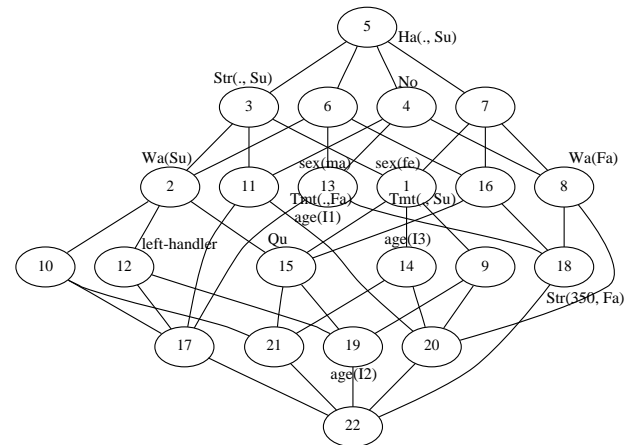 5
Ha(., Su)
Str(., Su)
No
3
6
4
7
Wa(Su)
sex(ma)
sex(fe)
Wa(Fa)
2
11
13
1
16
8
Tmt(.,Fa)
Tmt(., Su)
age(I1)
left-handler
Qu
age(I3)
10
12
15
14
9
18
Str(350, Fa)
17
21
19
20
age(I2)
22